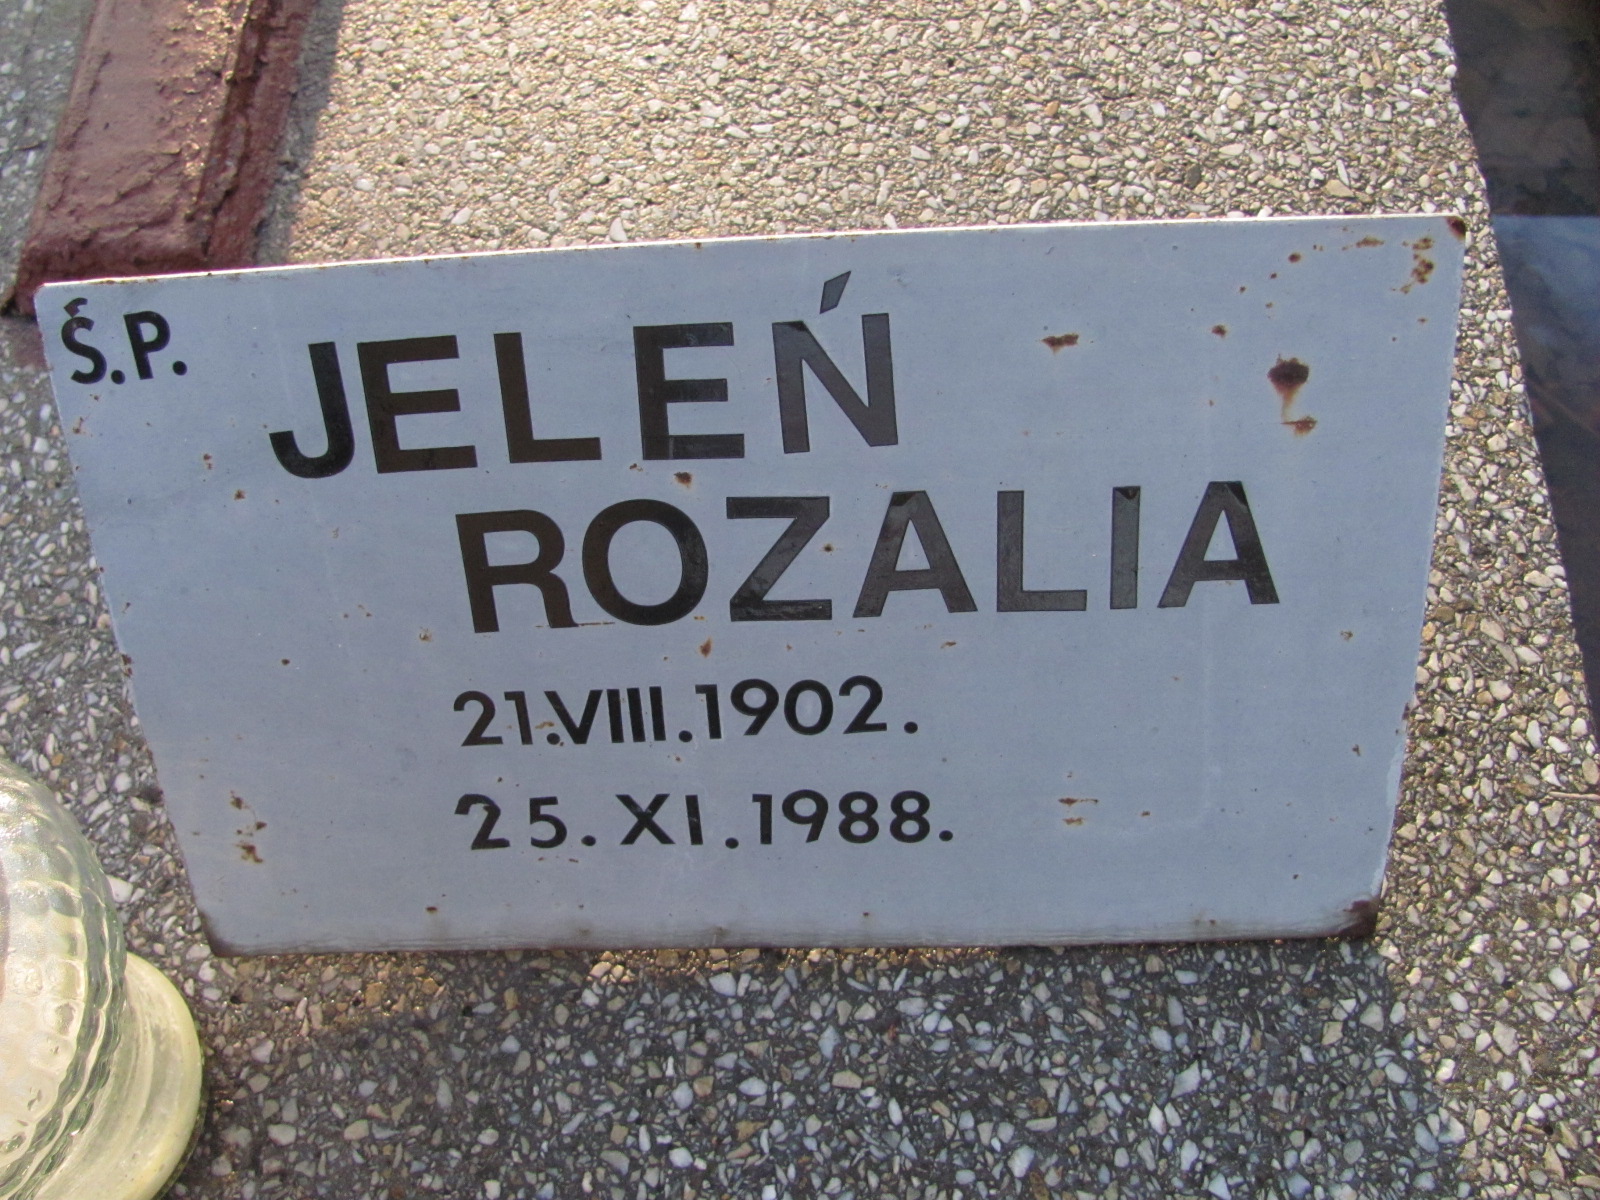 Ś.P. JELEŃ
ROZALIA
21.VIII.1902.
25.XI.1988.